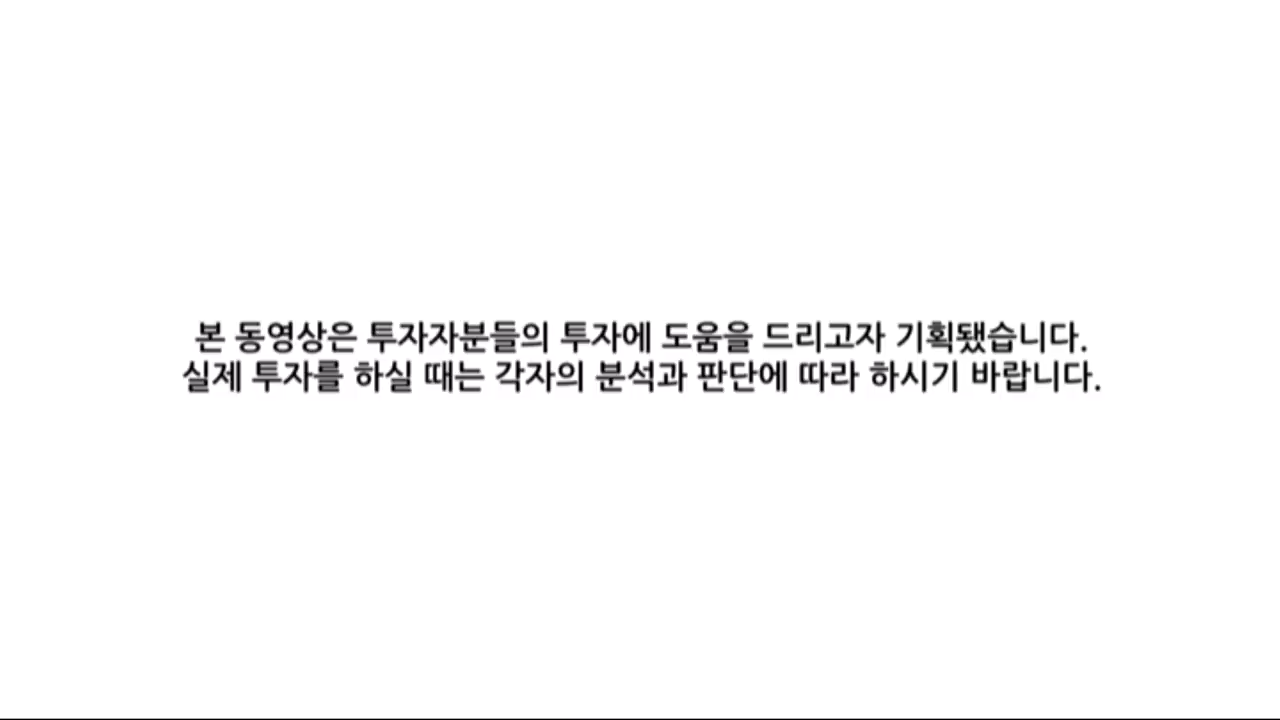 본 동영상은 투자자분들의 투자에 도움을 드리고자 기획됐습니다.
실제 투자를 하실 때는 각자의 분석과 판단에 따라 하시기 바랍니다.